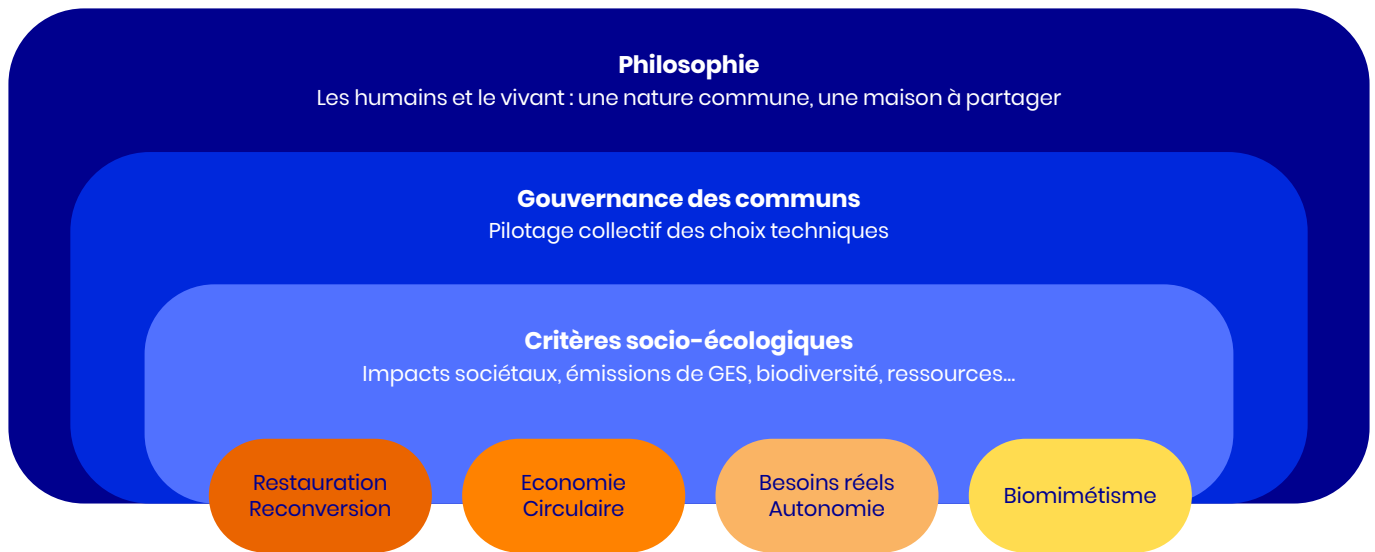 Philosophie
Les humains et le vivant : une nature commune, une maison à partager
Gouvernance des communs
Pilotage collectif des choix techniques
Critères socio-écologiques
Impacts sociétaux, émissions de GES, biodiversité, ressources...
Restauration
Reconversion
Economie
Circulaire
Besoins réels
Autonomie
Biomimétisme